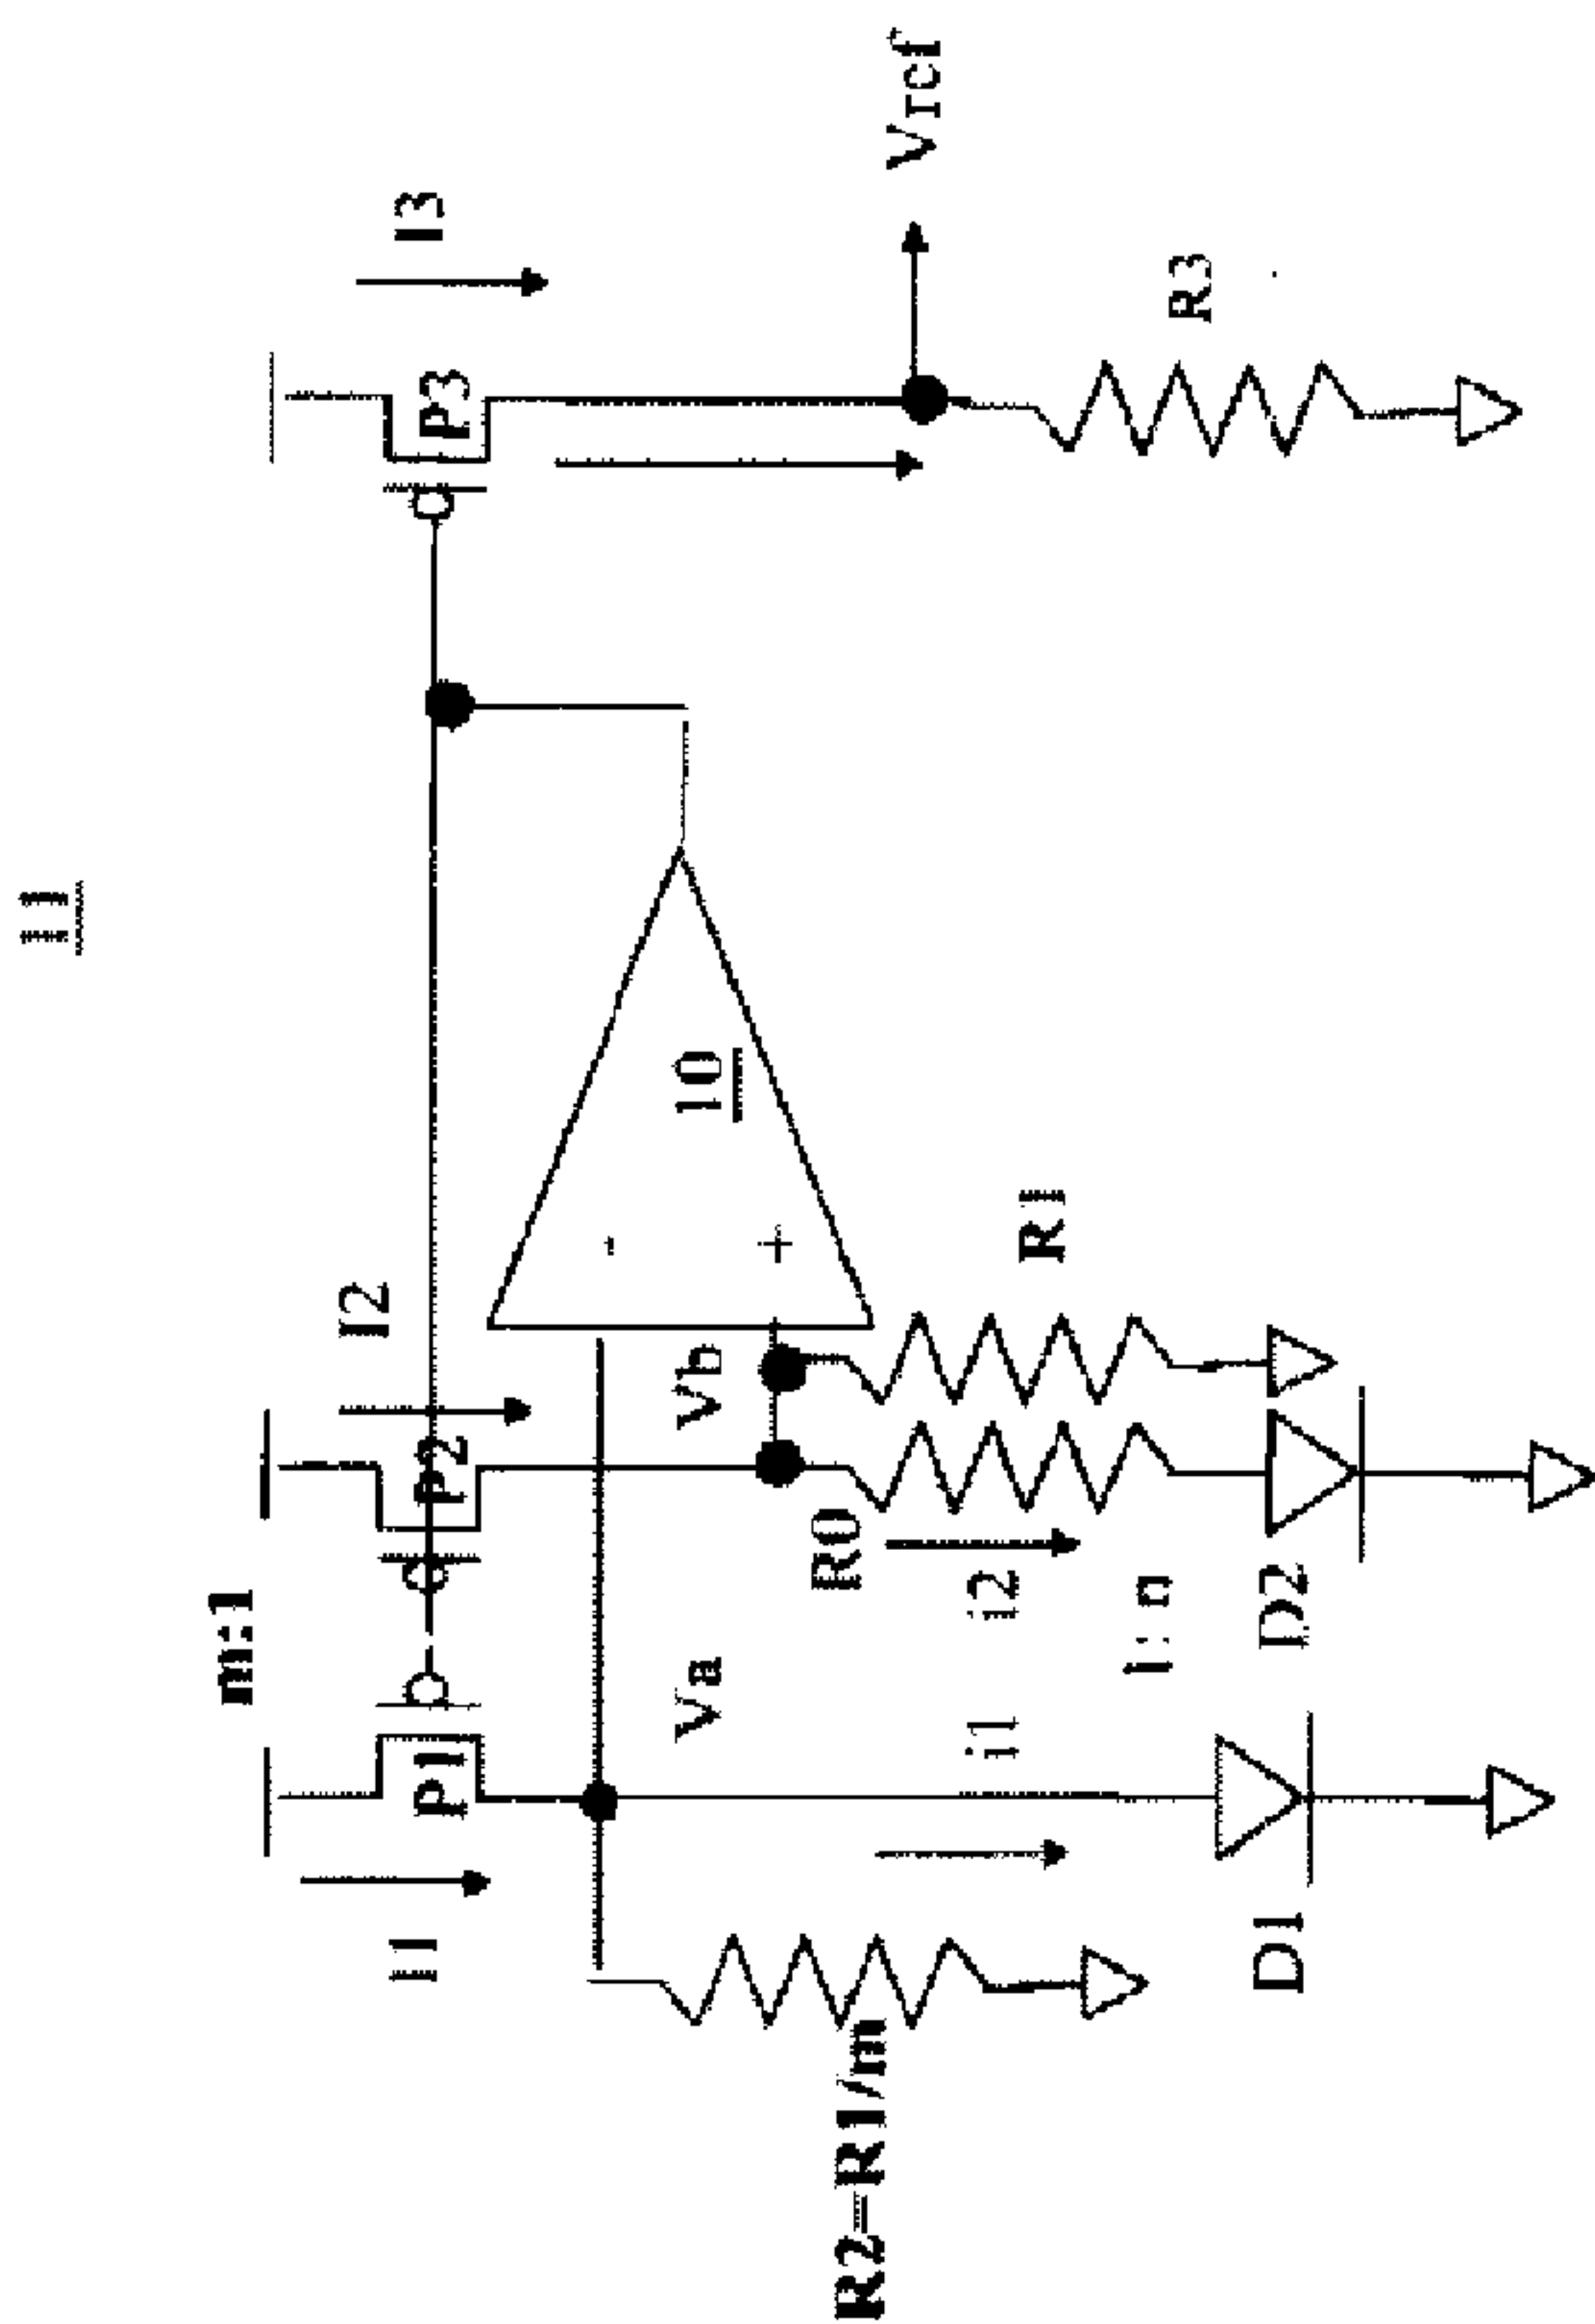 11
m:1
I1
P1
P2
I2
P3
I3
Va
Vb
10
-
+
Vref
R2=R1/m
i1
i2
R0
R1
R3
1:n
D1
D2